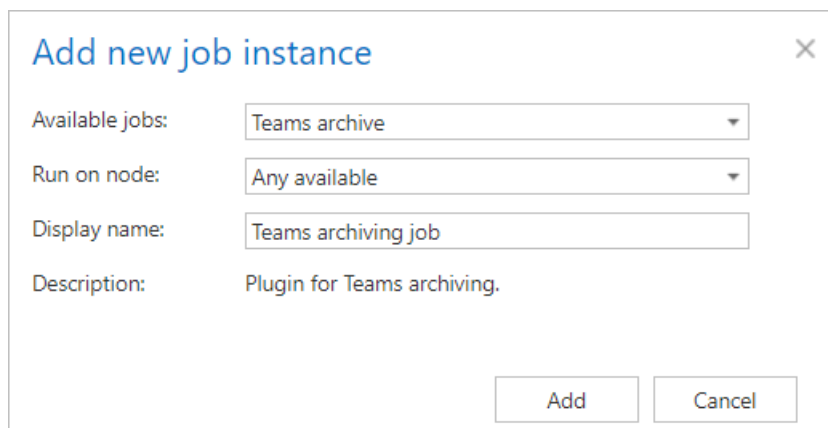 Add new job instance
Available jobs: Teams archive
Run on node: Any available
Display name: Teams archiving job
Description: Plugin for Teams archiving.
Add Cancel